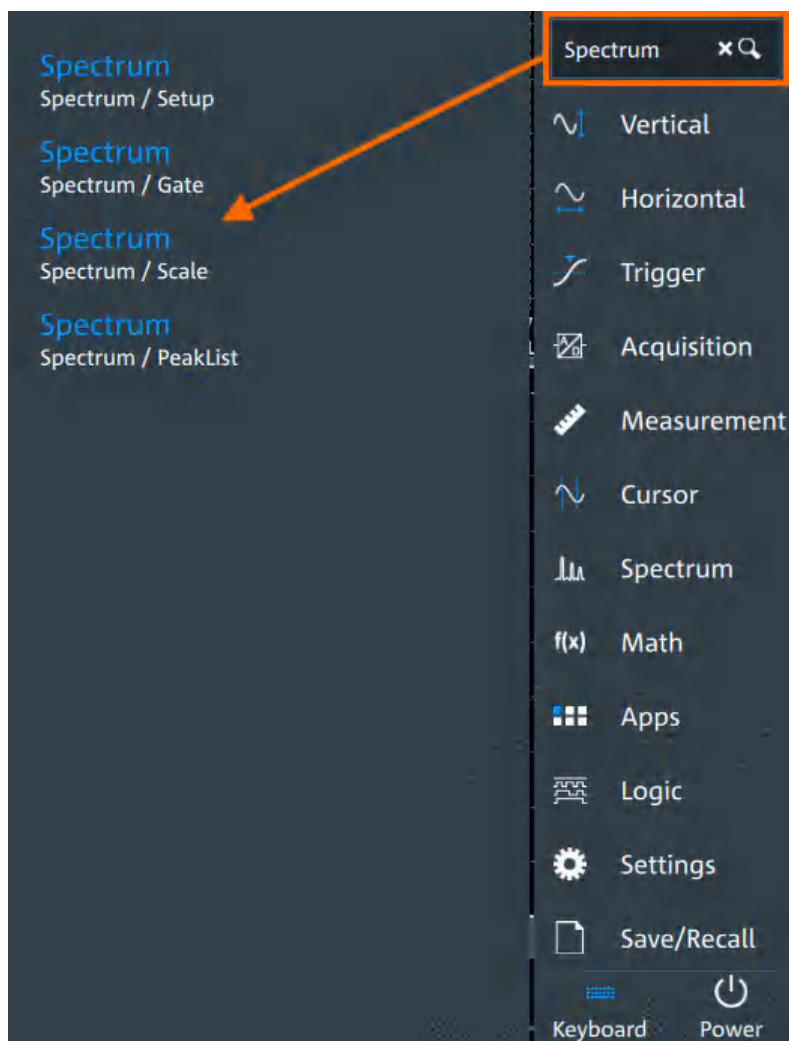 Spectrum
Spectrum / Setup
Spectrum
Spectrum / Gate
Spectrum
Spectrum / Scale
Spectrum
Spectrum / PeakList
Spectrum
Vertical
Horizontal
Trigger
A/D
Acquisition
Measurement
Cursor
Spectrum
f(x) Math
Apps
Logic
Settings
Save/Recall
Keyboard Power